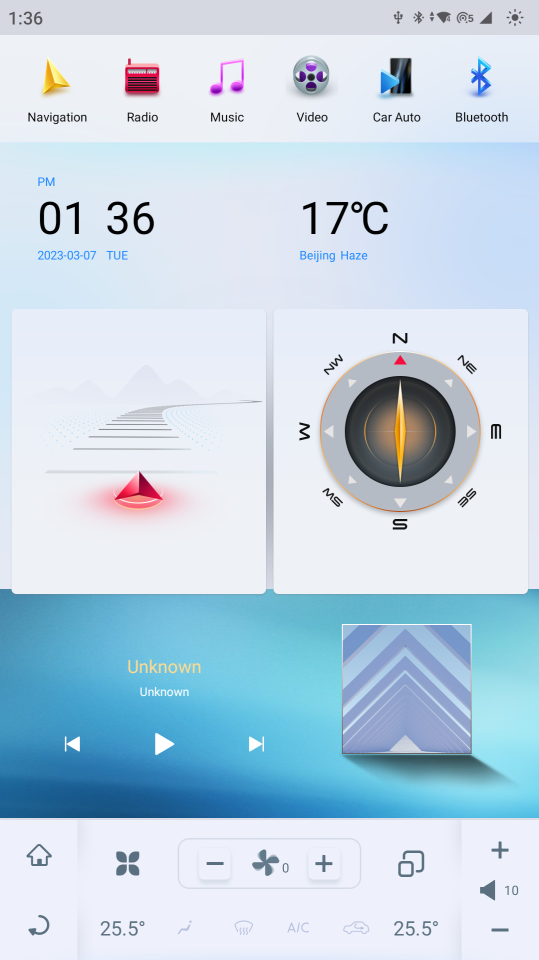 1:36
5
Navigation Radio Music Video Car Auto Bluetooth
PM
01 36
17°C
2023-03-07 TUE
Beijing Haze
N
NW NE
W E
SW SE
S
Unknown
Unknown
0
10
25.5° A/C 25.5°